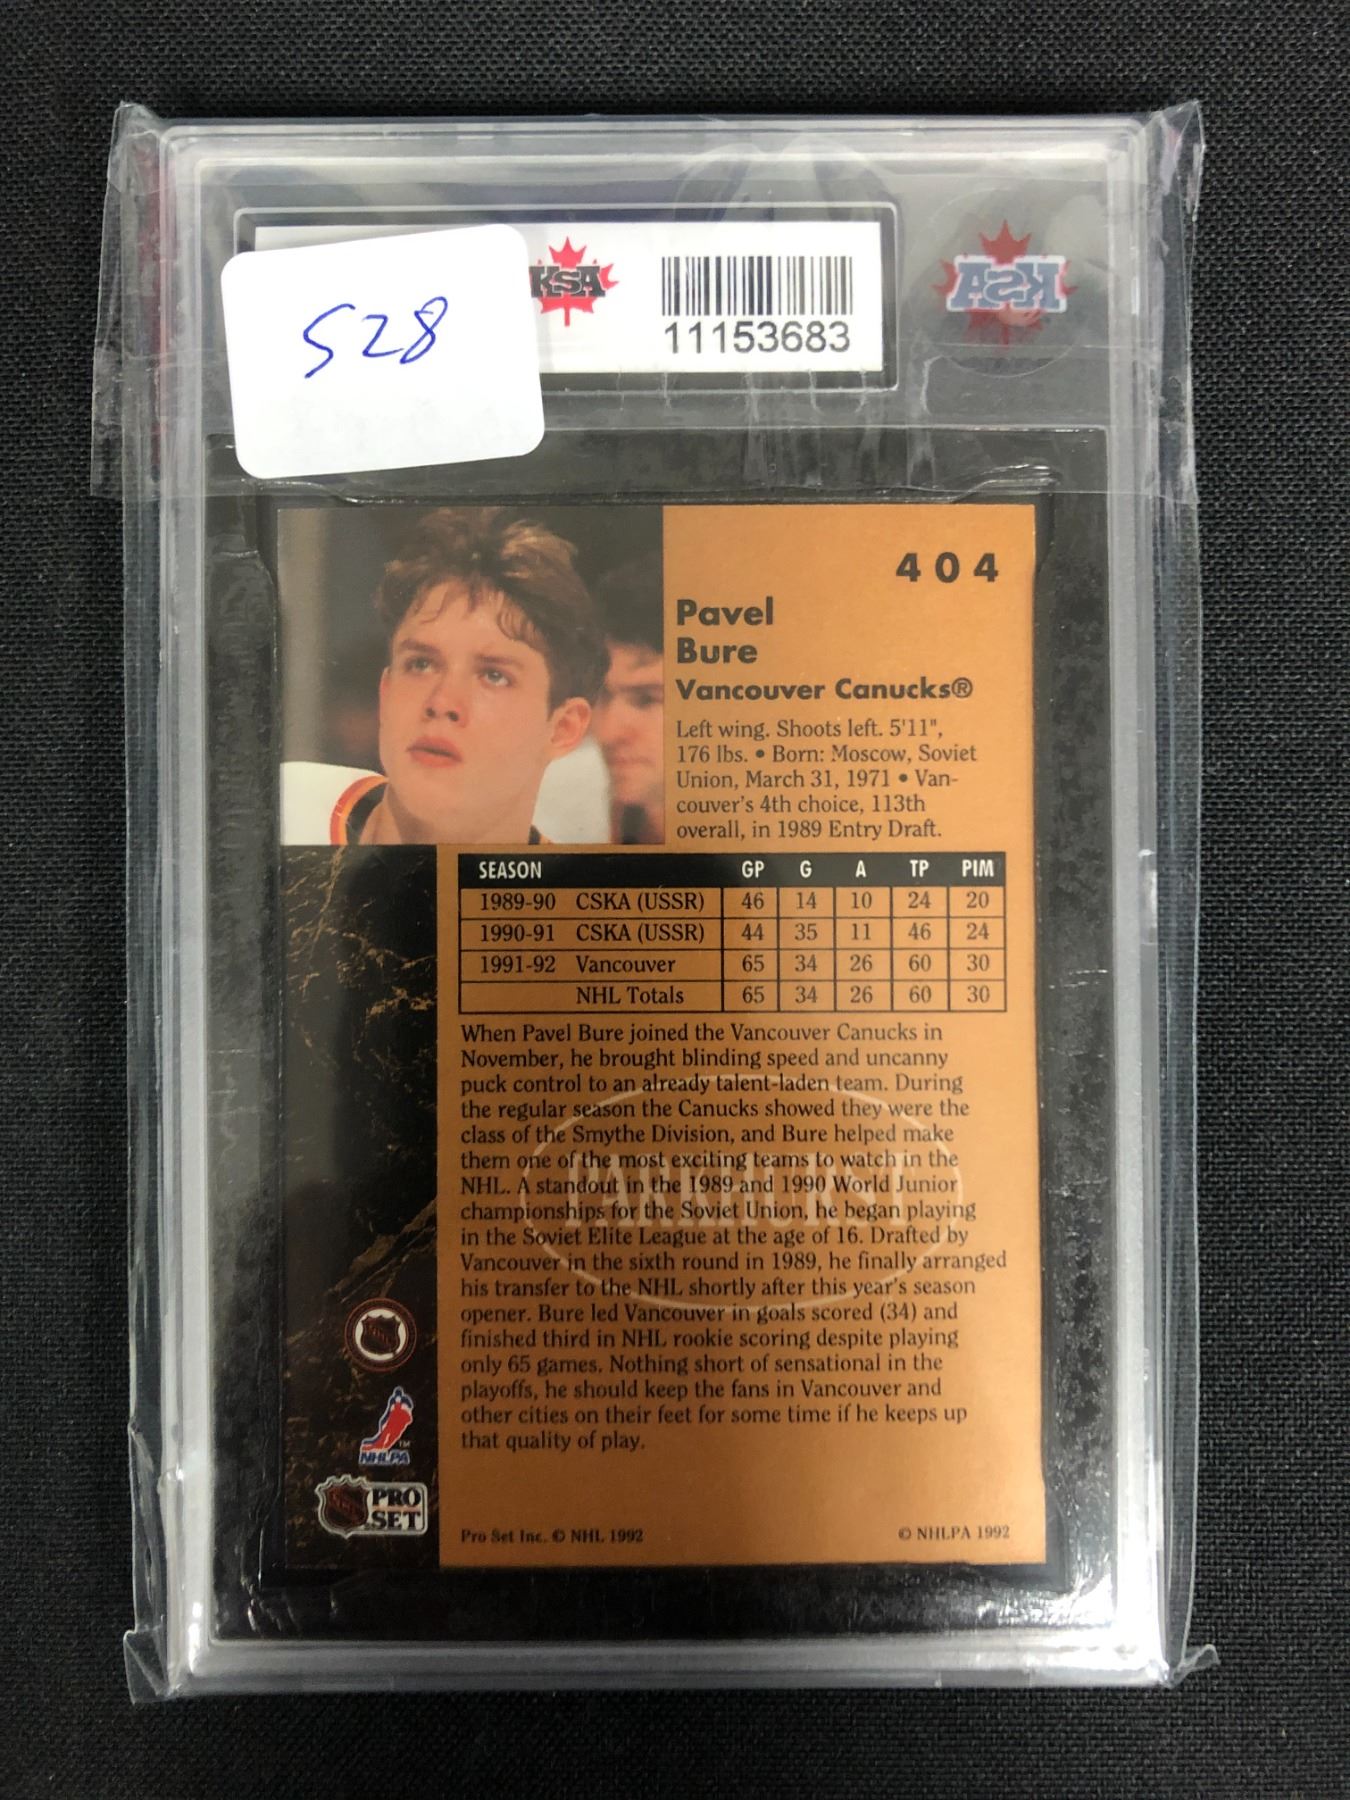 528
KSA
11153683
KSA
404
Pavel
Bure
Vancouver Canucks®
Left wing. Shoots left. 5'11",
176 lbs. • Born: Moscow, Soviet
Union, March 31, 1971 • Van-
couver's 4th choice, 113th
overall, in 1989 Entry Draft.
SEASON GP G A TP PIM
1989-90 CSKA (USSR) 46 14 10 24 20
1990-91 CSKA (USSR) 44 35 11 46 24
1991-92 Vancouver 65 34 26 60 30
NHL Totals 65 34 26 60 30
When Pavel Bure joined the Vancouver Canucks in
November, he brought blinding speed and uncanny
puck control to an already talent-laden team. During
the regular season the Canucks showed they were the
class of the Smythe Division, and Bure helped make
them one of the most exciting teams to watch in the
NHL. A standout in the 1989 and 1990 World Junior
championships for the Soviet Union, he began playing
in the Soviet Elite League at the age of 16. Drafted by
Vancouver in the sixth round in 1989, he finally arranged
his transfer to the NHL shortly after this year's season
opener. Bure led Vancouver in goals scored (34) and
finished third in NHL rookie scoring despite playing
only 65 games. Nothing short of sensational in the
playoffs, he should keep the fans in Vancouver and
other cities on their feet for some time if he keeps up
that quality of play.
PARKHURST
NHL
NHLPA™
PRO
SET
Pro Set Inc. © NHL 1992
© NHLPA 1992